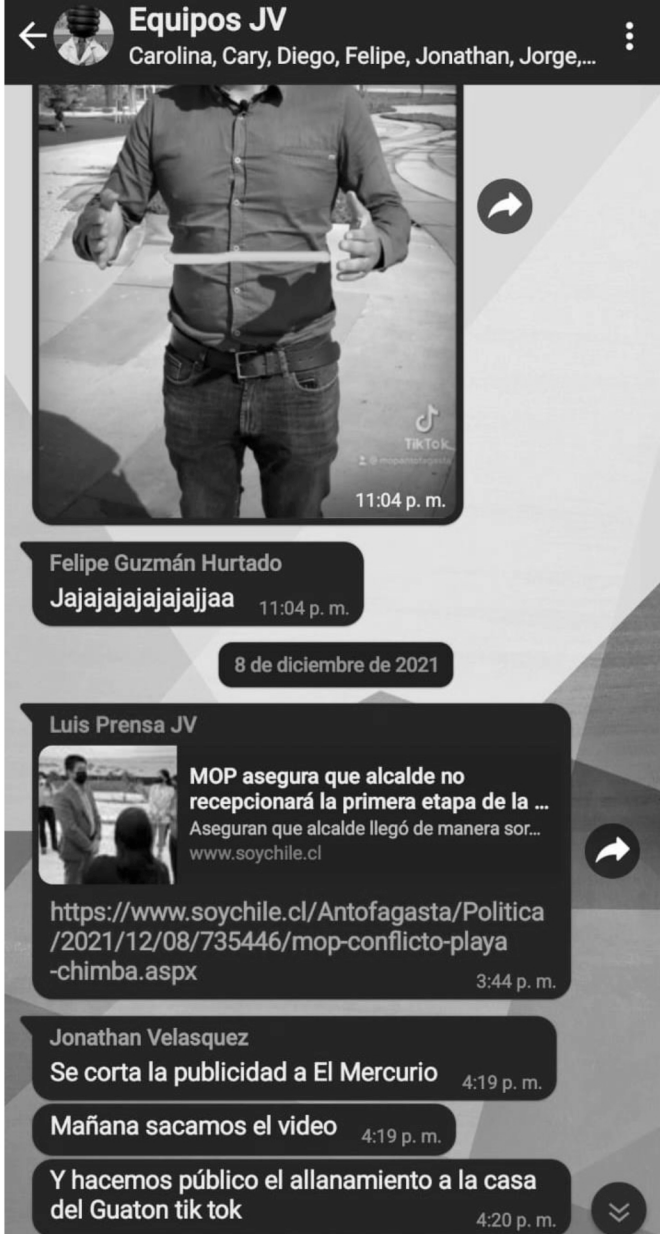 Equipos JV
Carolina, Cary, Diego, Felipe, Jonathan, Jorge,...
TikTok
@mopantofagasta
11:04 p. m.
Felipe Guzmán Hurtado
Jajajajajajajajjaa 11:04 p. m.
8 de diciembre de 2021
Luis Prensa JV
MOP asegura que alcalde no
recepcionará la primera etapa de la ...
Aseguran que alcalde llegó de manera sor...
www.soychile.cl
https://www.soychile.cl/Antofagasta/Politica
/2021/12/08/735446/mop-conflicto-playa
-chimba.aspx
3:44 p. m.
Jonathan Velasquez
Se corta la publicidad a El Mercurio 4:19 p. m.
Mañana sacamos el video 4:19 p. m.
Y hacemos público el allanamiento a la casa
del Guaton tik tok 4:20 p. m.